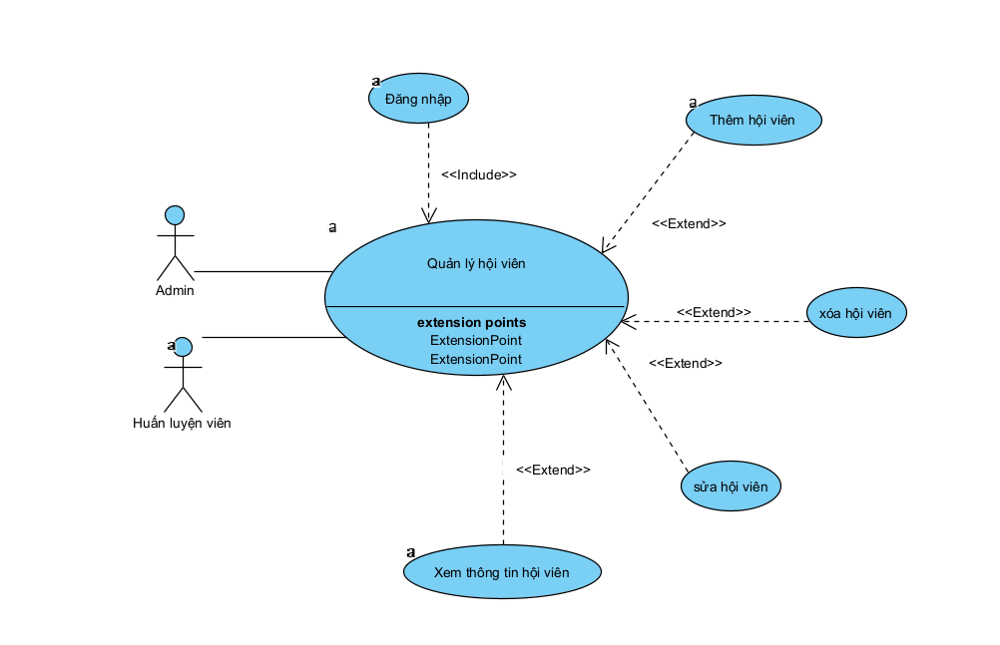 a
Đăng nhập
a
Thêm hội viên
<<Include>>
<<Extend>>
a
Quản lý hội viên
Admin
extension points
ExtensionPoint
ExtensionPoint
<<Extend>>
xóa hội viên
a
Huấn luyện viên
<<Extend>>
<<Extend>>
sửa hội viên
a
Xem thông tin hội viên